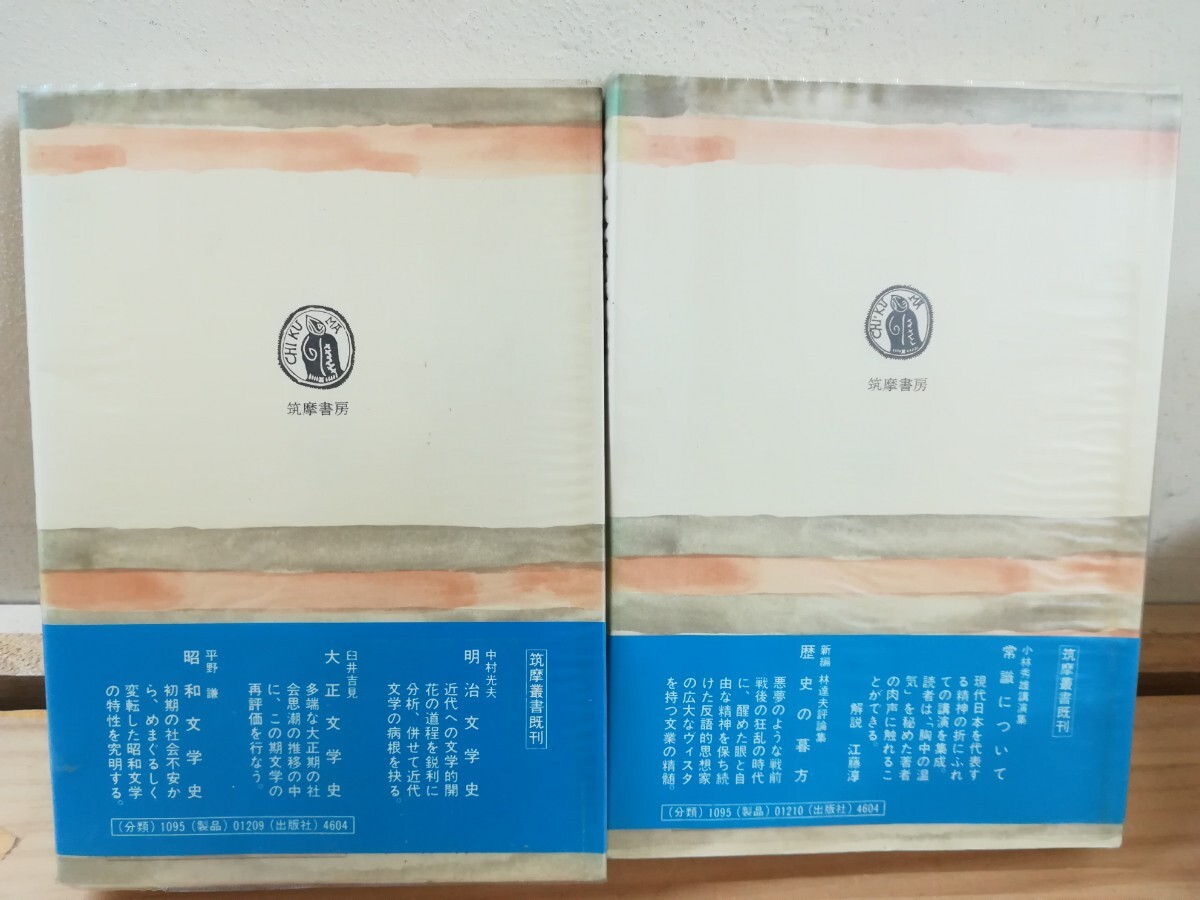 CHIKU MA
筑摩書房
筑摩叢書既刊
中村光夫
明治文学史
近代への文学的開
花の道程を鋭利に
分析、併せて近代
文学の病根を抉る。
臼井吉見
大正文学史
多端な大正期の社
会思潮の推移の中
に、この期文学の
再評価を行なう。
平野 謙
昭和文学史
初期の社会不安か
ら、めまぐるしく
変転した昭和文学
の特性を究明する。
(分類) 1095 (製品) 01209 (出版社) 4604
CHI·KU MA
筑摩書房
筑摩叢書既刊
小林秀雄講演集
常識について
現代日本を代表す
る精神の折にふれ
ての講演を集成。
読者は、「胸中の温
気」を秘めた著者
の肉声に触れるこ
とができる。
解説 江藤淳
新編 林達夫評論集
歴史の暮方
悪夢のような戦前
戦後の狂乱の時代
に、醒めた眼と自
由な精神を保ち続
けた反語的思想家
の広大なヴィスタ
を持つ文業の精髄。
(分類) 1095 (製品) 01210 (出版社) 4604